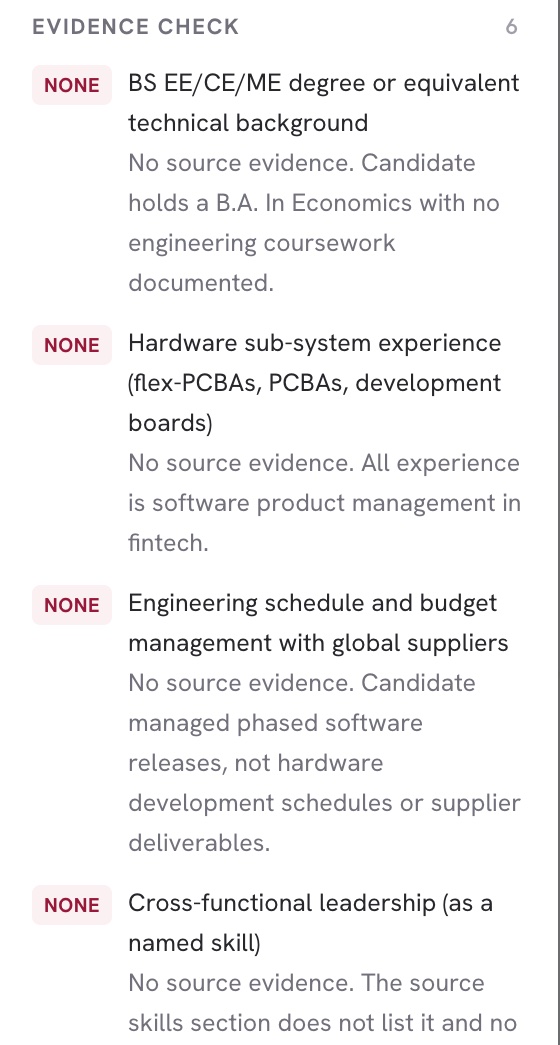 EVIDENCE CHECK 6
NONE BS EE/CE/ME degree or equivalent
technical background
No source evidence. Candidate
holds a B.A. In Economics with no
engineering coursework
documented.
NONE Hardware sub-system experience
(flex-PCBAs, PCBAs, development
boards)
No source evidence. All experience
is software product management in
fintech.
NONE Engineering schedule and budget
management with global suppliers
No source evidence. Candidate
managed phased software
releases, not hardware
development schedules or supplier
deliverables.
NONE Cross-functional leadership (as a
named skill)
No source evidence. The source
skills section does not list it and no